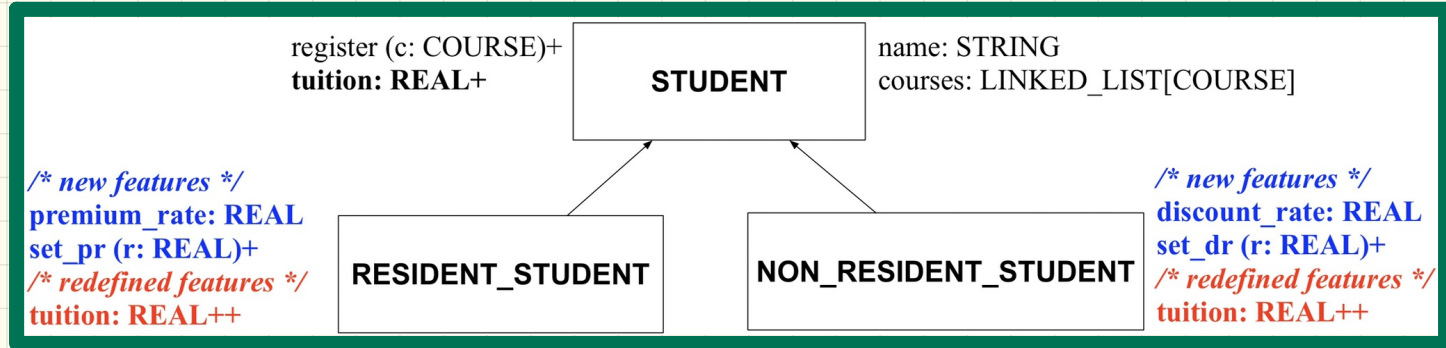 register (c: COURSE)+
tuition: REAL+
STUDENT
name: STRING
courses: LINKED_LIST[COURSE]
/* new features */
premium_rate: REAL
set_pr (r: REAL)+
/* redefined features */
tuition: REAL++
RESIDENT_STUDENT
NON_RESIDENT_STUDENT
/* new features */
discount_rate: REAL
set_dr (r: REAL)+
/* redefined features */
tuition: REAL++